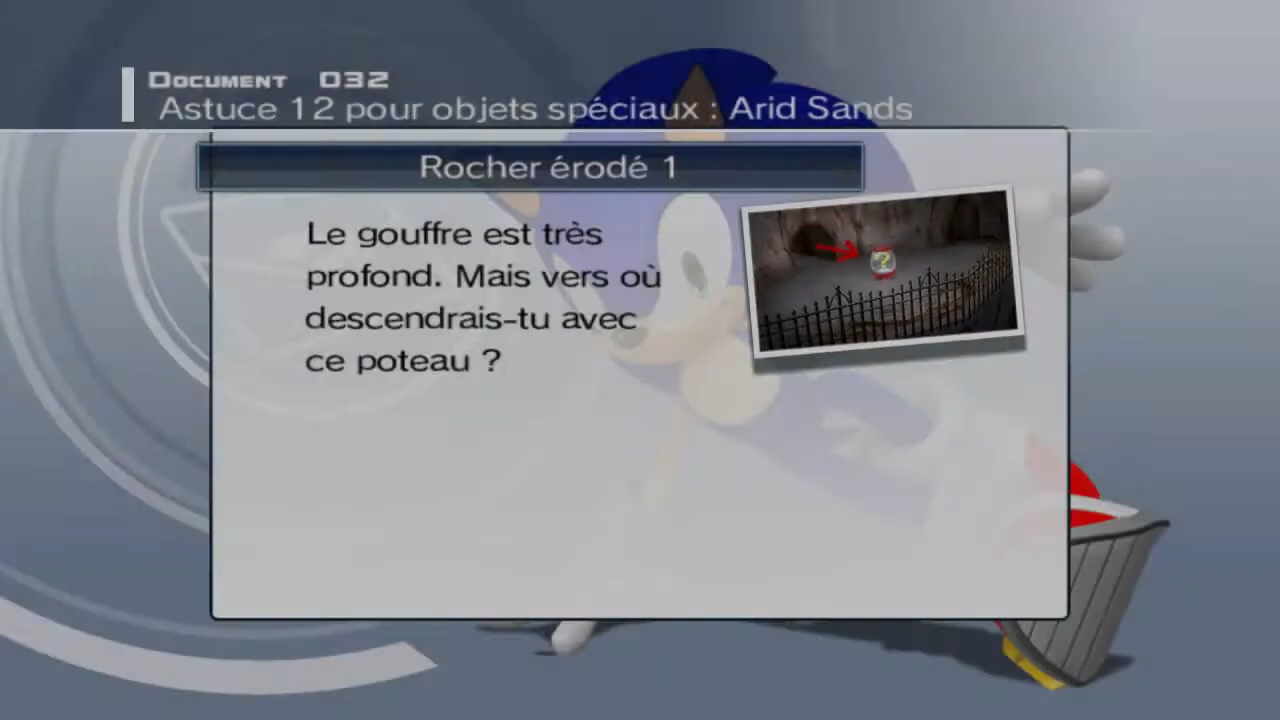 DOCUMENT 032
Astuce 12 pour objets spéciaux : Arid Sands
Rocher érodé 1
Le gouffre est très
profond. Mais vers où
descendrais-tu avec
ce poteau ?
?